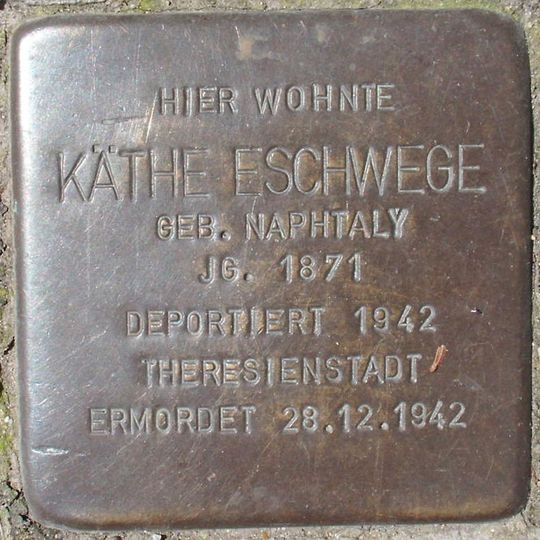 HIER WOHNTE
KÄTHE ESCHWEGE
GEB. NAPHTALY
JG. 1871
DEPORTIERT 1942
THERESIENSTADT
ERMORDET 28.12.1942